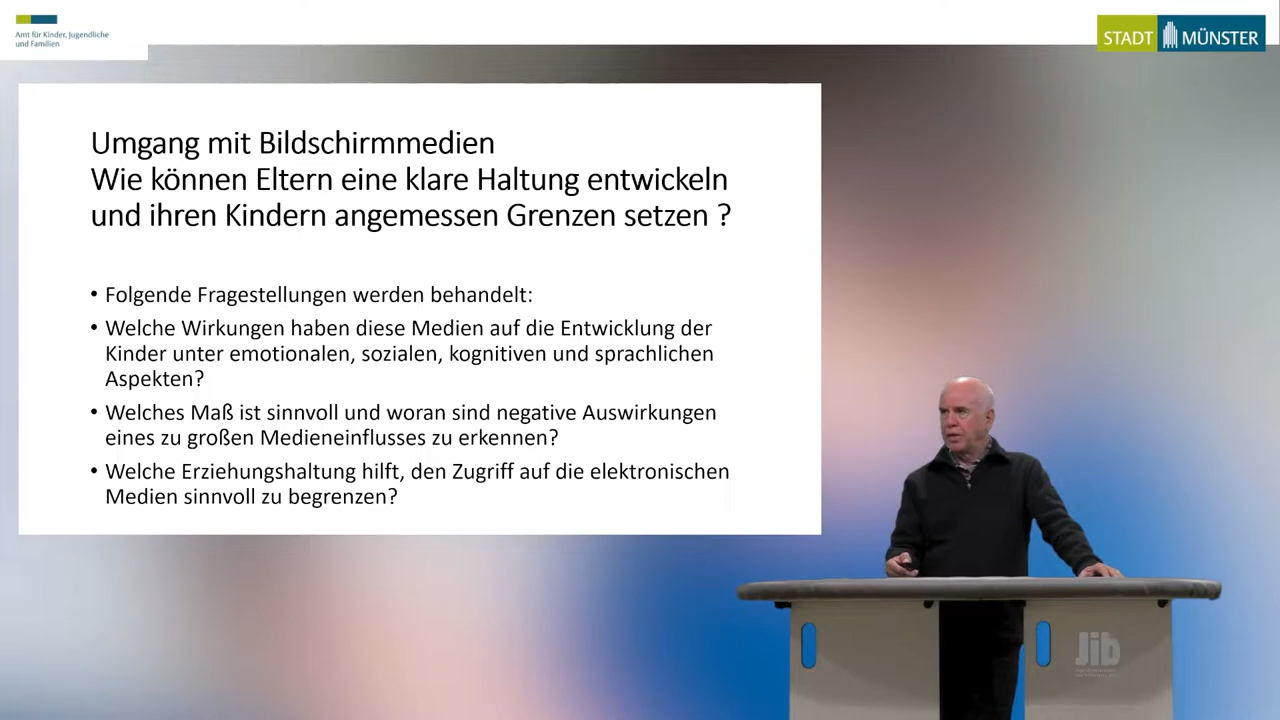 Amt für Kinder, Jugendliche
und Familien
STADT MÜNSTER
Umgang mit Bildschirmmedien
Wie können Eltern eine klare Haltung entwickeln
und ihren Kindern angemessen Grenzen setzen ?
• Folgende Fragestellungen werden behandelt:
• Welche Wirkungen haben diese Medien auf die Entwicklung der
Kinder unter emotionalen, sozialen, kognitiven und sprachlichen
Aspekten?
• Welches Maß ist sinnvoll und woran sind negative Auswirkungen
eines zu großen Medieneinflusses zu erkennen?
• Welche Erziehungshaltung hilft, den Zugriff auf die elektronischen
Medien sinnvoll zu begrenzen?
Jib